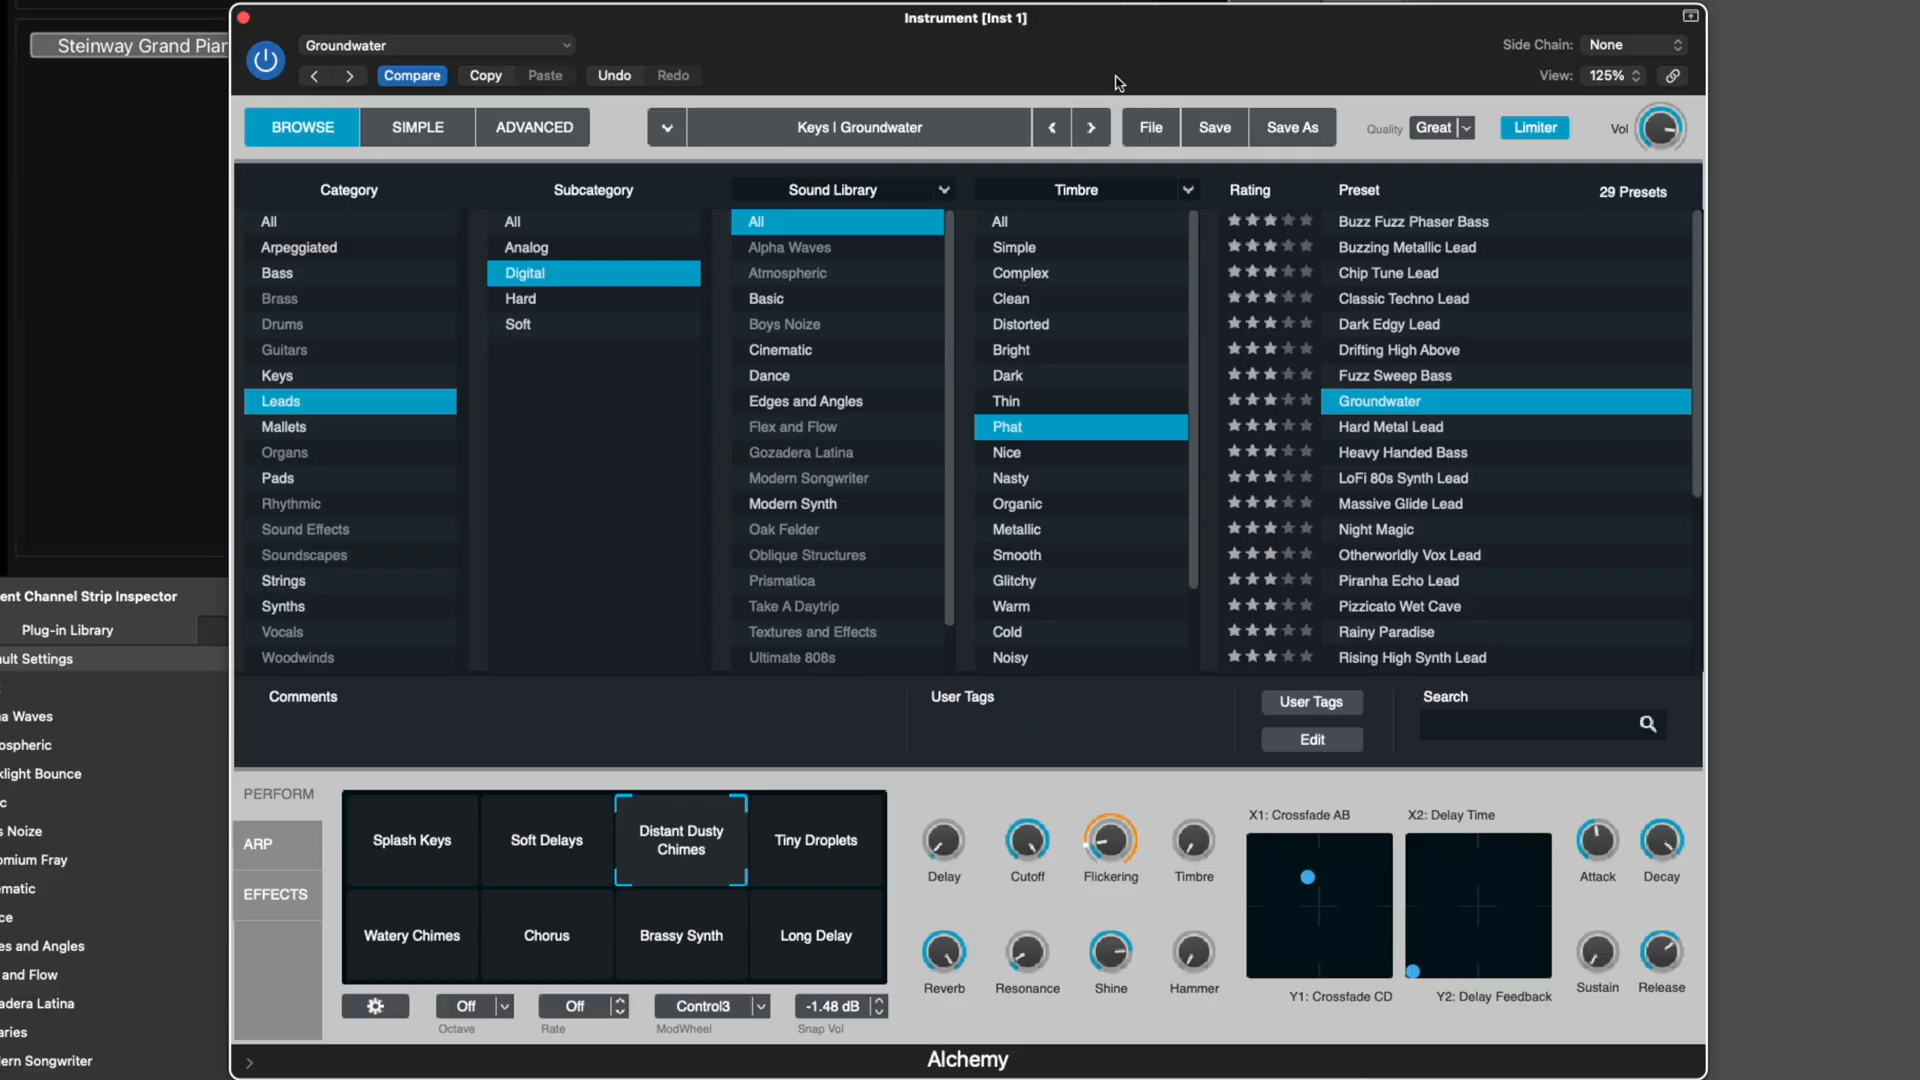 Steinway Grand Pian
Instrument [Inst 1]
Groundwater
Side Chain: None
Compare Copy Paste Undo Redo
View: 125%
BROWSE SIMPLE ADVANCED
Keys | Groundwater
File Save Save As
Quality Great
Limiter
Vol
Category Subcategory Sound Library Timbre Rating Preset 29 Presets
All All All All Buzz Fuzz Phaser Bass
Arpeggiated Analog Alpha Waves Simple Buzzing Metallic Lead
Bass Digital Atmospheric Complex Chip Tune Lead
Brass Hard Basic Clean Classic Techno Lead
Drums Soft Boys Noize Distorted Dark Edgy Lead
Guitars Cinematic Bright Drifting High Above
Keys Dance Dark Fuzz Sweep Bass
Leads Edges and Angles Thin Groundwater
Mallets Flex and Flow Phat Hard Metal Lead
Organs Gozadera Latina Nice Heavy Handed Bass
Pads Modern Songwriter Nasty LoFi 80s Synth Lead
Rhythmic Modern Synth Organic Massive Glide Lead
Sound Effects Oak Felder Metallic Night Magic
Soundscapes Oblique Structures Smooth Otherworldly Vox Lead
Strings Prismatica Glitchy Piranha Echo Lead
Synths Take A Daytrip Warm Pizzicato Wet Cave
Vocals Textures and Effects Cold Rainy Paradise
Woodwinds Ultimate 808s Noisy Rising High Synth Lead
ent Channel Strip Inspector
Plug-in Library
ult Settings
a Waves
ospheric
klight Bounce
c
s Noize
omium Fray
ematic
ce
es and Angles
and Flow
adera Latina
aries
ern Songwriter
Comments User Tags User Tags Search
Edit
PERFORM
ARP
EFFECTS
Splash Keys Soft Delays Distant Dusty Chimes Tiny Droplets
Watery Chimes Chorus Brassy Synth Long Delay
Off Off Control3 -1.48 dB
Octave Rate ModWheel Snap Vol
Delay Cutoff Flickering Timbre
Reverb Resonance Shine Hammer
X1: Crossfade AB X2: Delay Time
Y1: Crossfade CD Y2: Delay Feedback
Attack Decay
Sustain Release
Alchemy